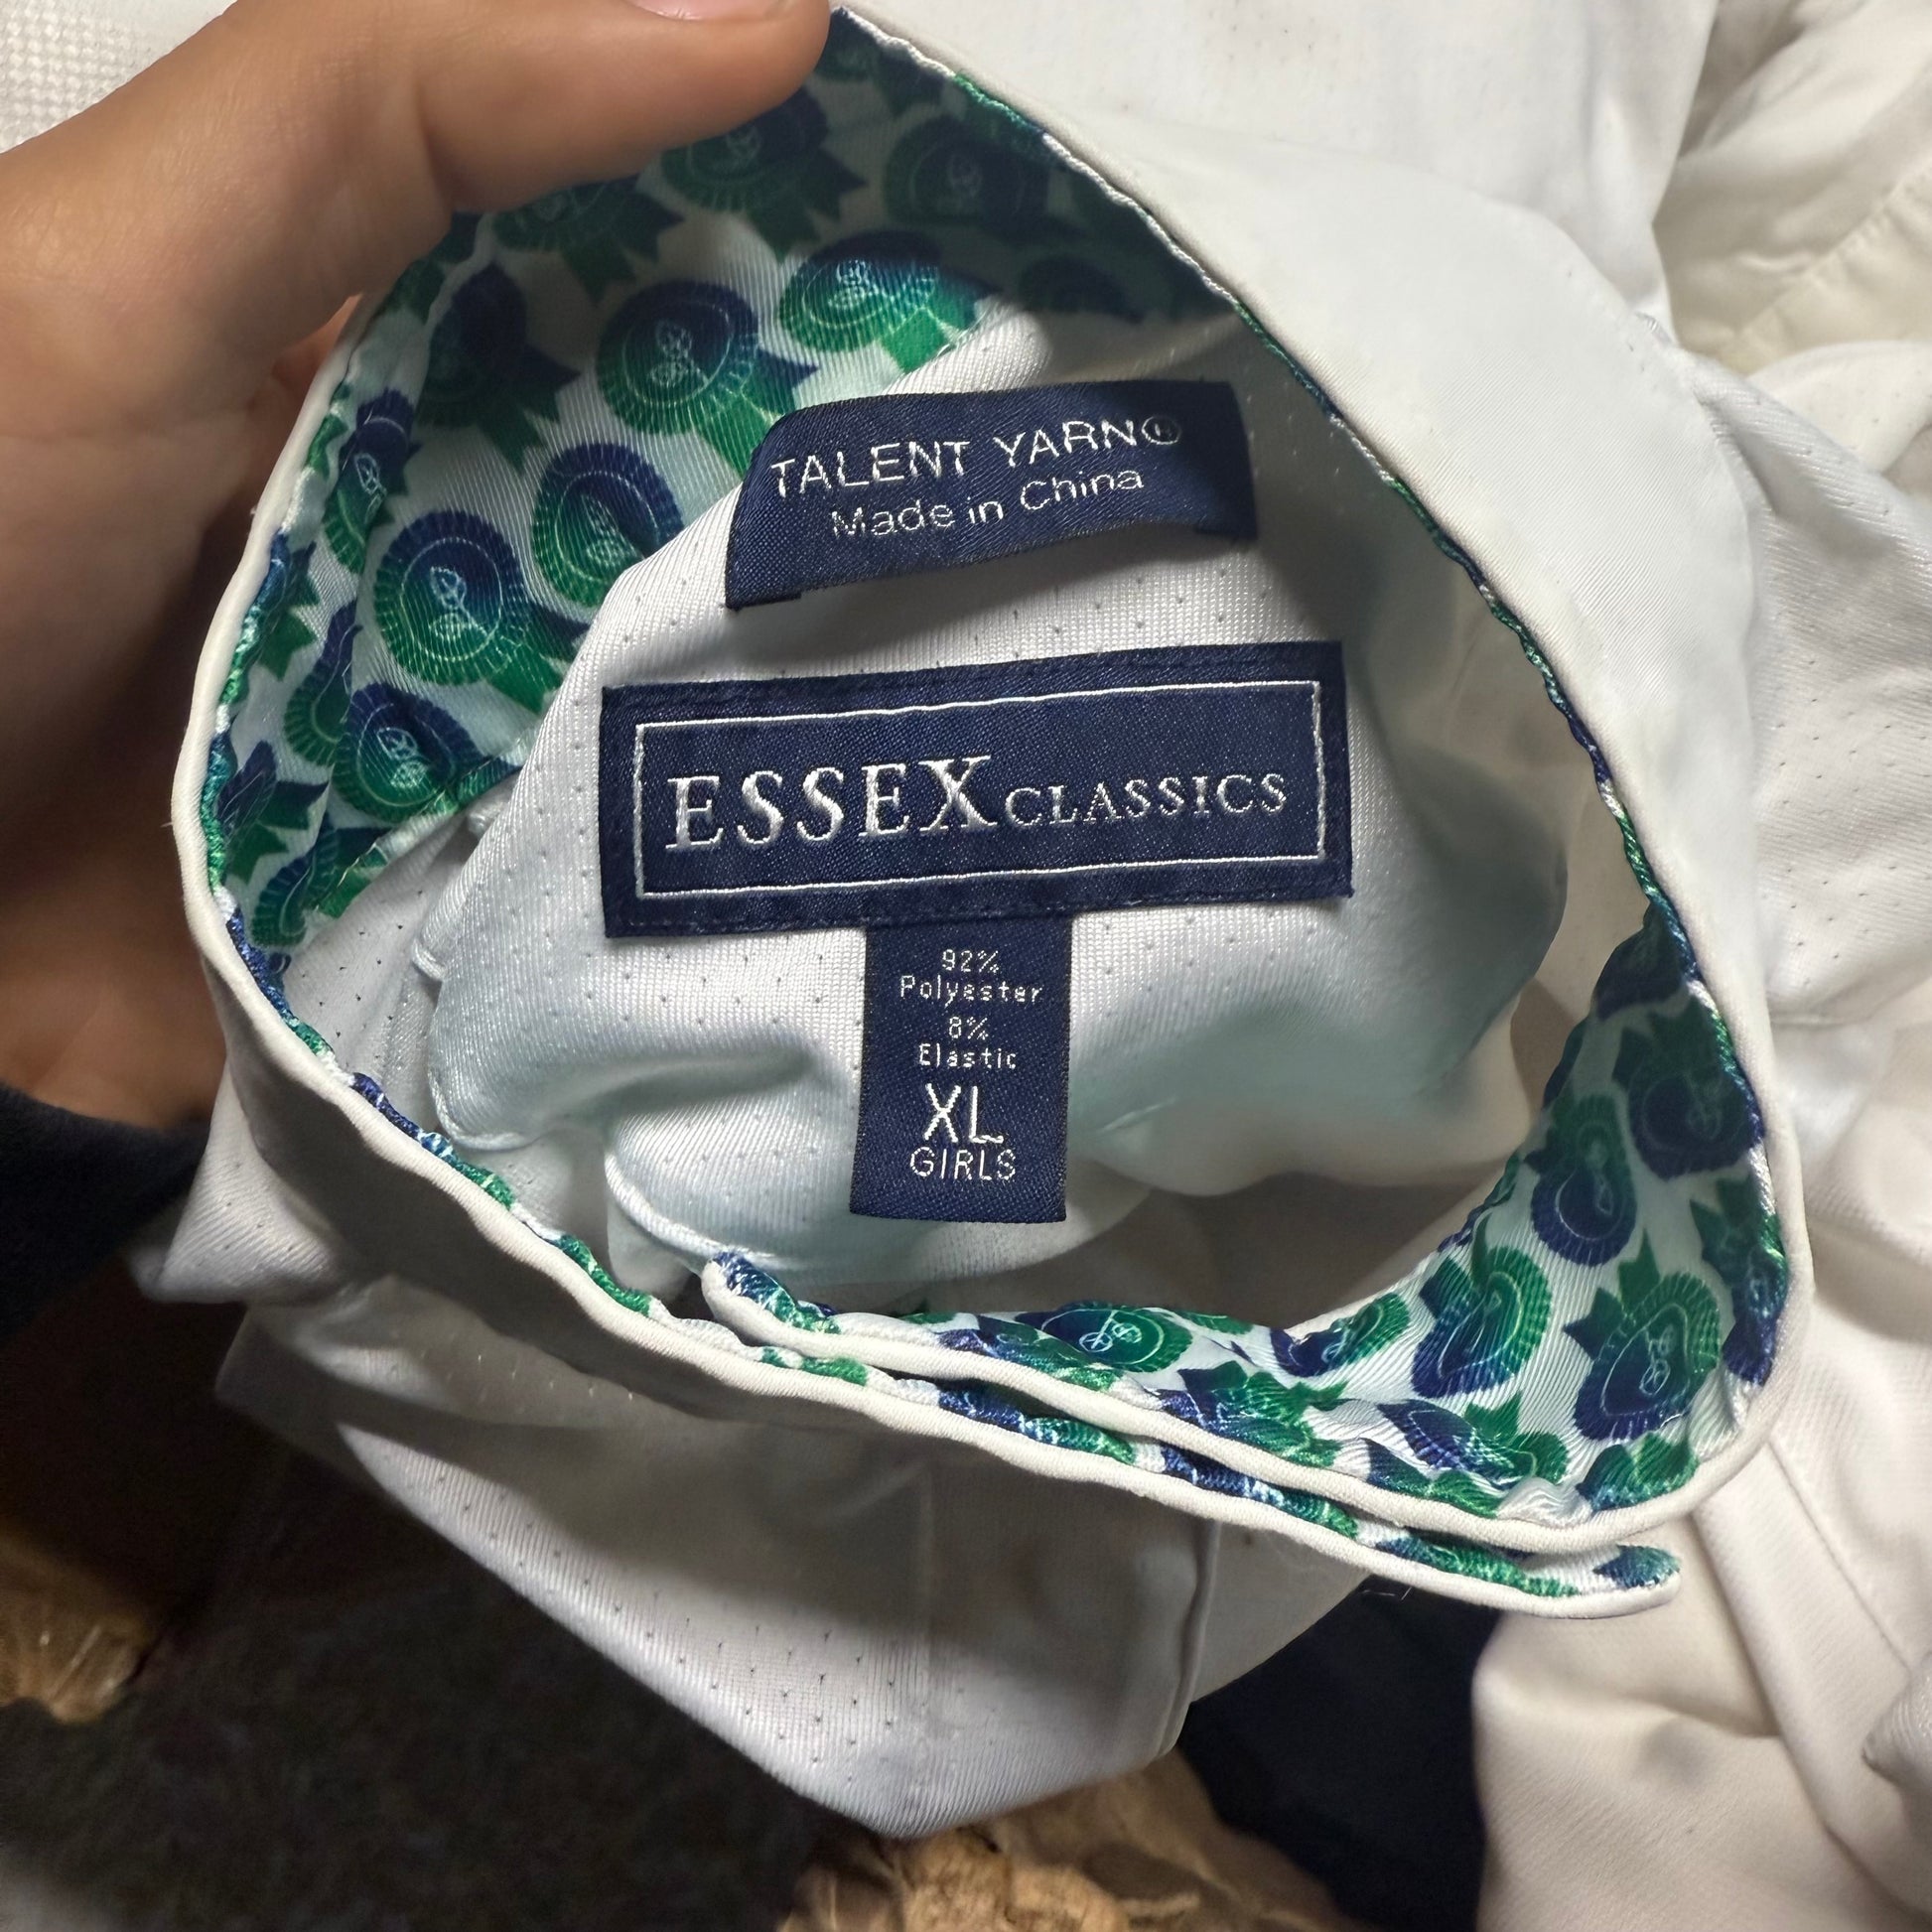 TALENT YARN®
Made in China
ESSEX CLASSICS
92%
Polyester
8%
Elastic
XL
GIRLS